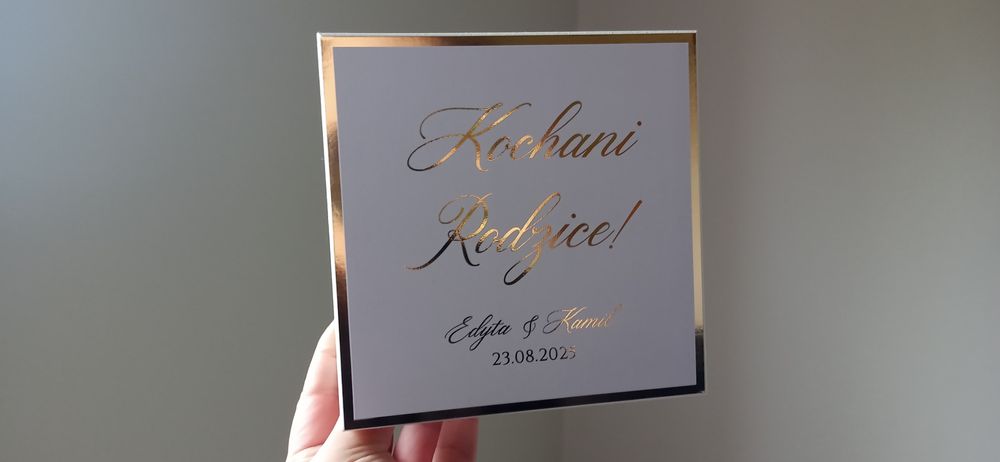 Kochani
Rodzice!
Edyta & Kamil
23.08.2025